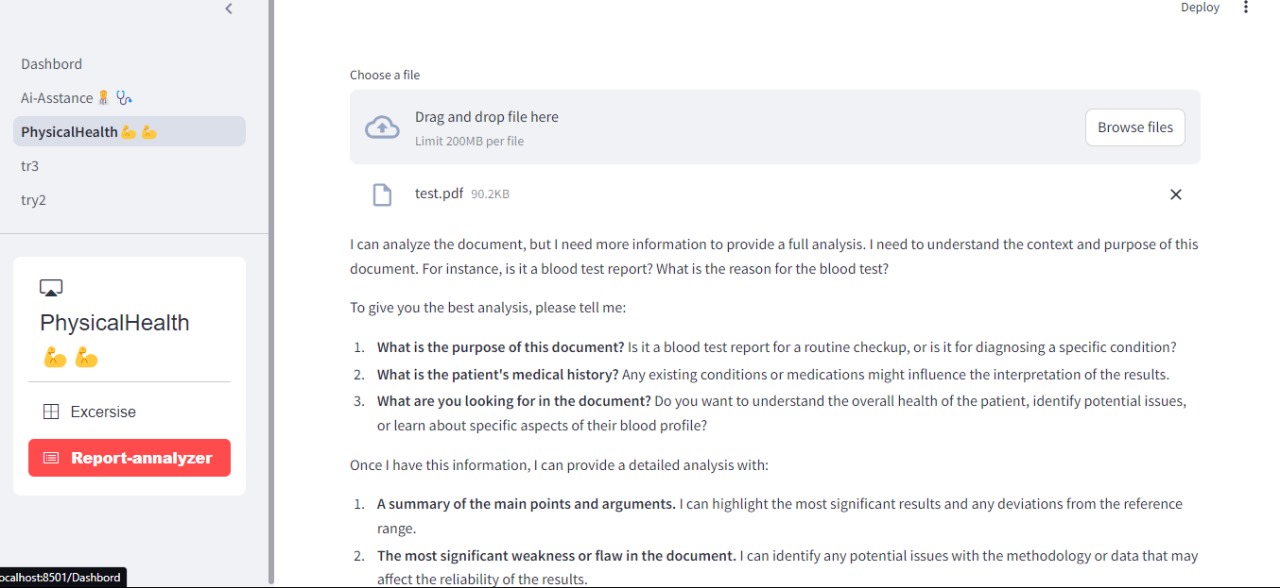 Deploy
Dashbord
Ai-Asstance
PhysicalHealth
tr3
try2
PhysicalHealth
Excersise
Report-annalyzer
Choose a file
Drag and drop file here
Limit 200MB per file
Browse files
test.pdf 90.2KB
I can analyze the document, but I need more information to provide a full analysis. I need to understand the context and purpose of this
document. For instance, is it a blood test report? What is the reason for the blood test?
To give you the best analysis, please tell me:
1. What is the purpose of this document? Is it a blood test report for a routine checkup, or is it for diagnosing a specific condition?
2. What is the patient's medical history? Any existing conditions or medications might influence the interpretation of the results.
3. What are you looking for in the document? Do you want to understand the overall health of the patient, identify potential issues,
or learn about specific aspects of their blood profile?
Once I have this information, I can provide a detailed analysis with:
1. A summary of the main points and arguments. I can highlight the most significant results and any deviations from the reference
range.
2. The most significant weakness or flaw in the document. I can identify any potential issues with the methodology or data that may
affect the reliability of the results.
ocalhost:8501/Dashbord